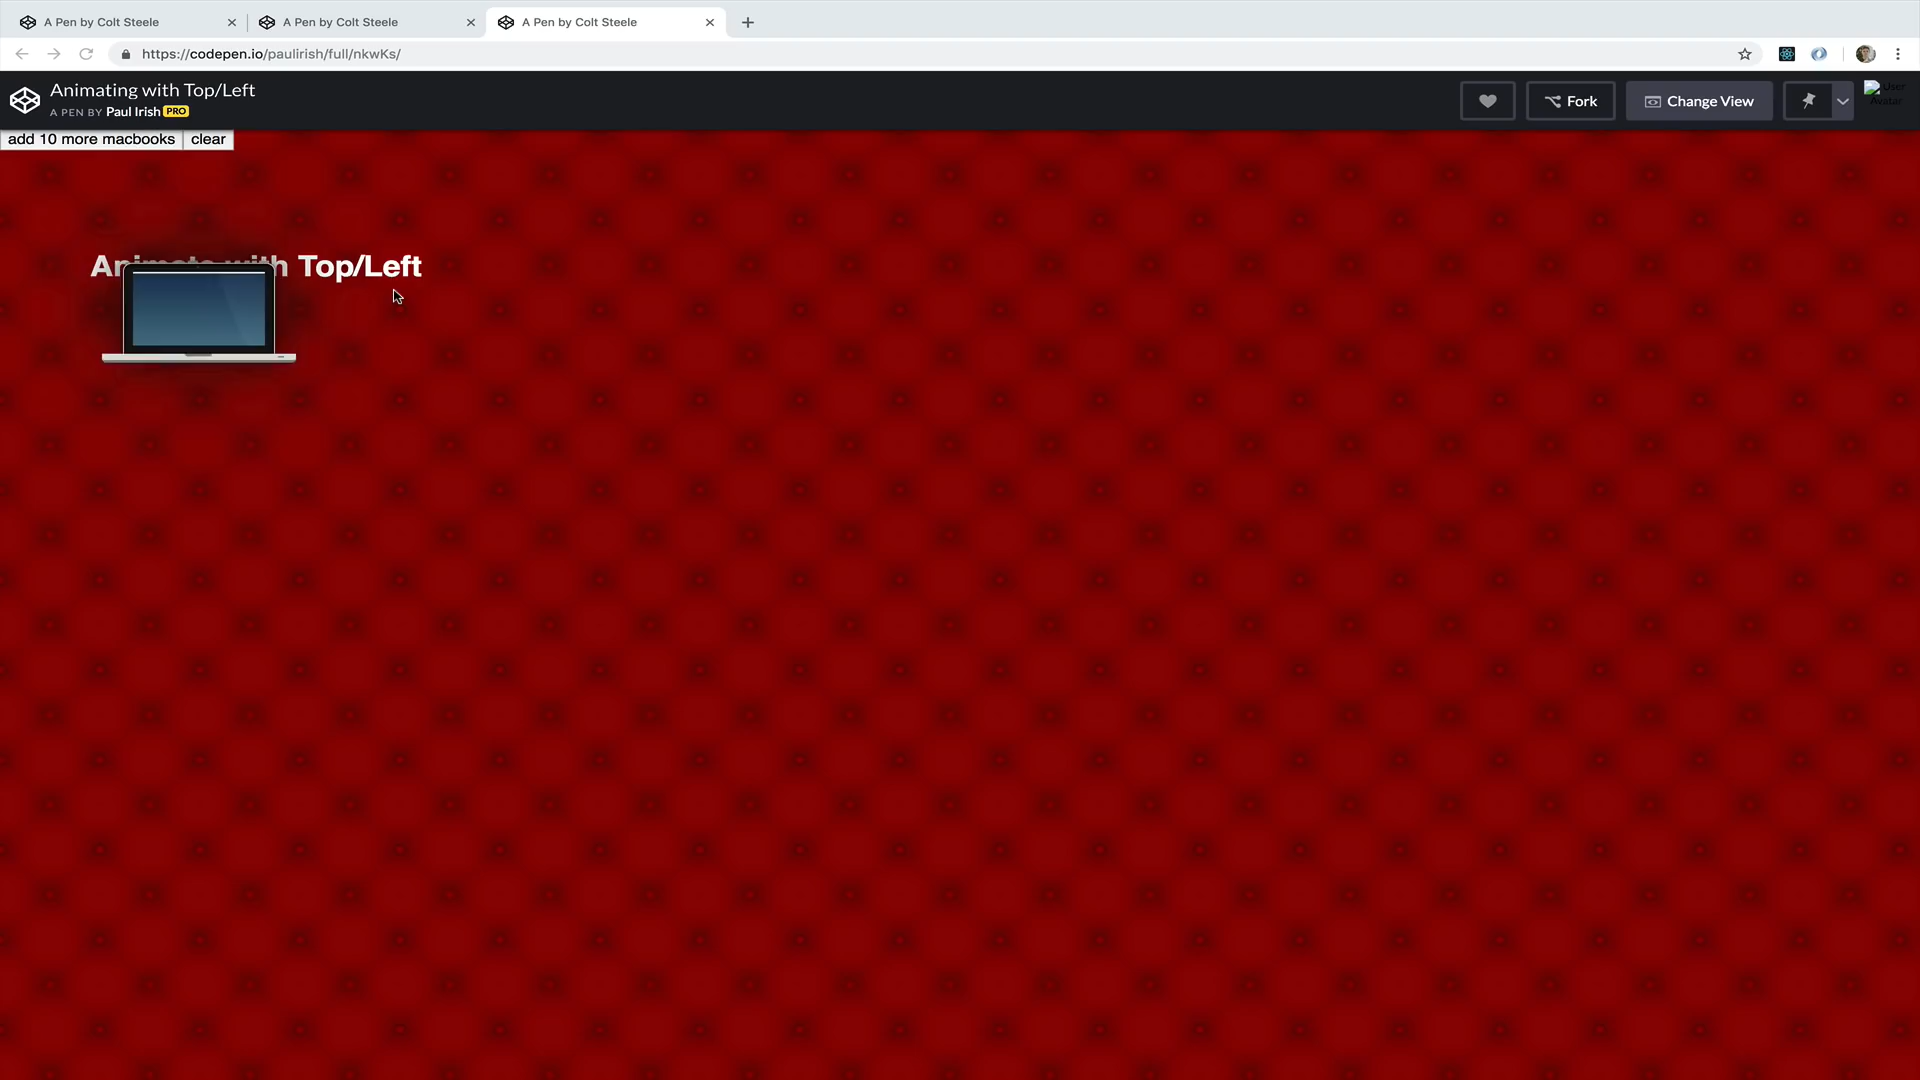 A Pen by Colt Steele
A Pen by Colt Steele
A Pen by Colt Steele
https://codepen.io/paulirish/full/nkwKs/
Animating with Top/Left
A PEN BY Paul Irish PRO
Fork
Change View
User Avatar
add 10 more macbooks
clear
Animate with Top/Left